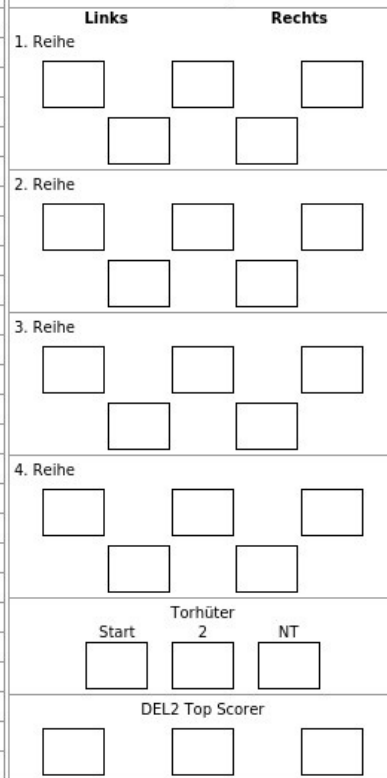 Links Rechts
1. Reihe
2. Reihe
3. Reihe
4. Reihe
Torhüter
Start 2 NT
DEL2 Top Scorer